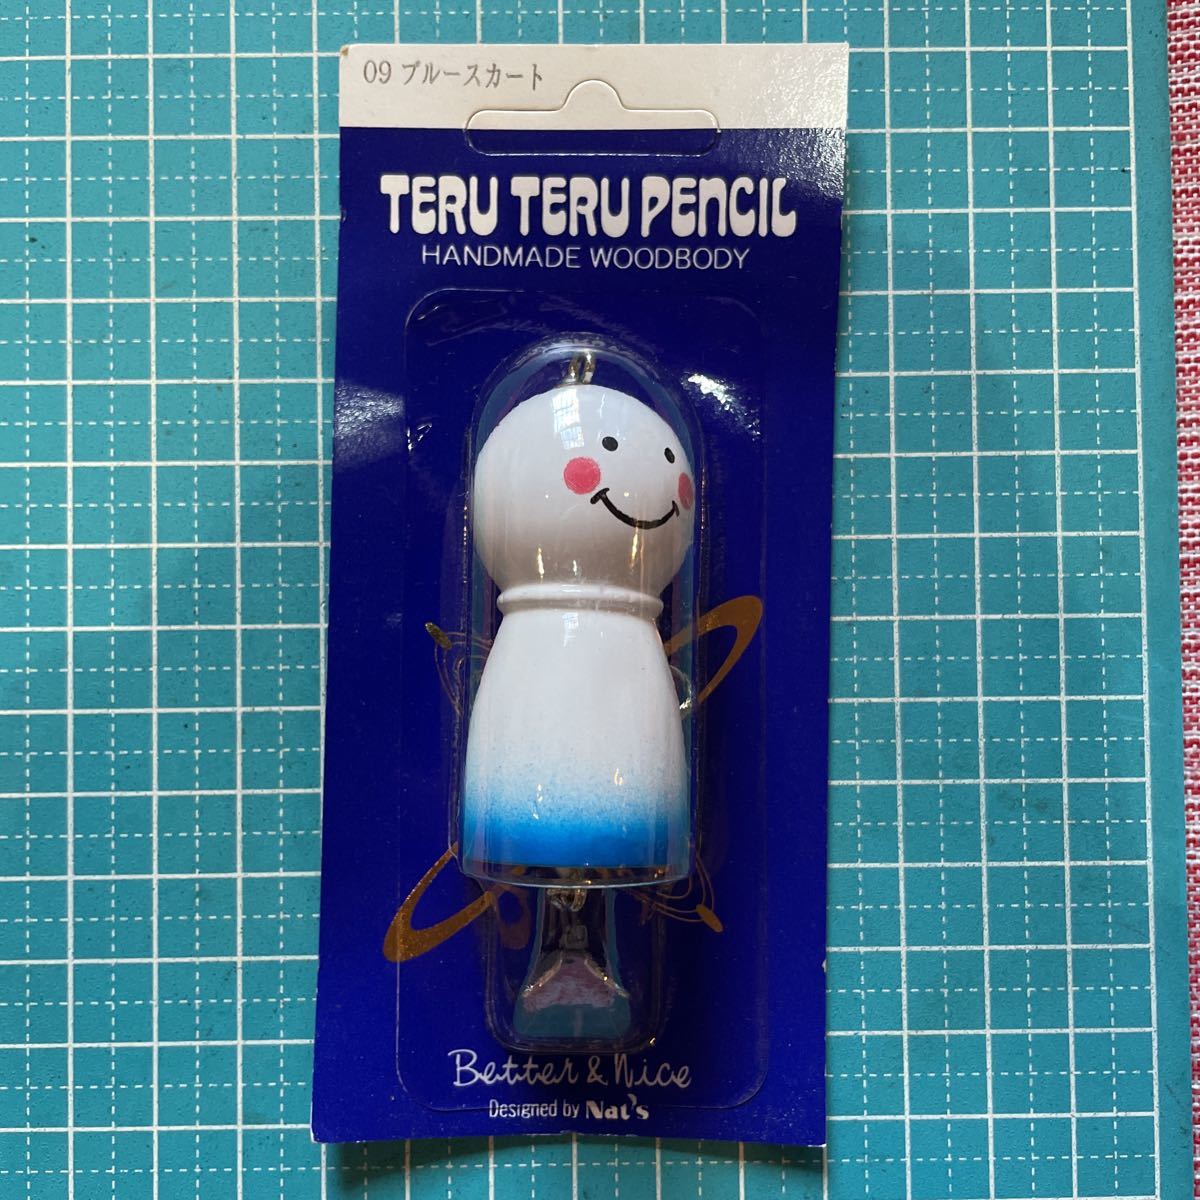 09 ブルースカート
TERU TERU PENCIL
HANDMADE WOODBODY
Better & Nice
Designed by Nat's